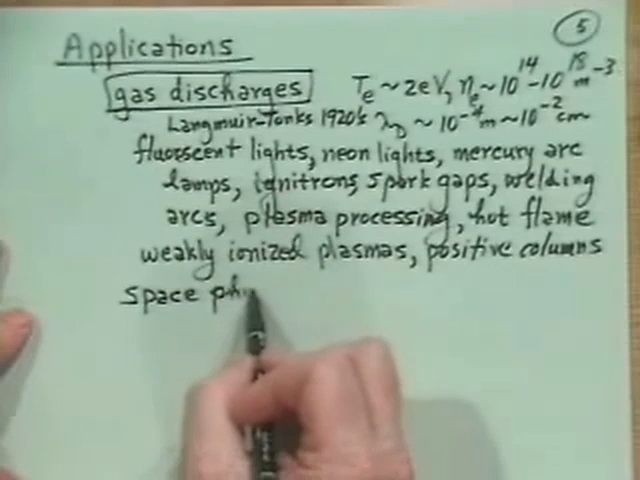 5
Applications
gas discharges Te ~ 2eV, ne ~ 10^14-10^18 m^-3
Langmuir-Tonks 1920's λD ~ 10^-4 m ~ 10^-2 cm
fluorescent lights, neon lights, mercury arc
lamps, ignitrons, spark gaps, welding
arcs, plasma processing, hot flame
weakly ionized plasmas, positive columns
space ph